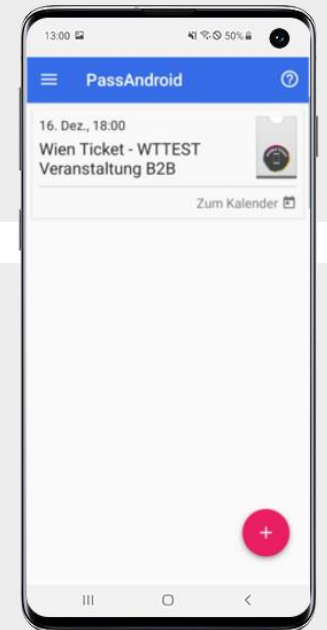 13:00
50%
PassAndroid
16. Dez., 18:00
Wien Ticket - WTTEST
Veranstaltung B2B
Zum Kalender